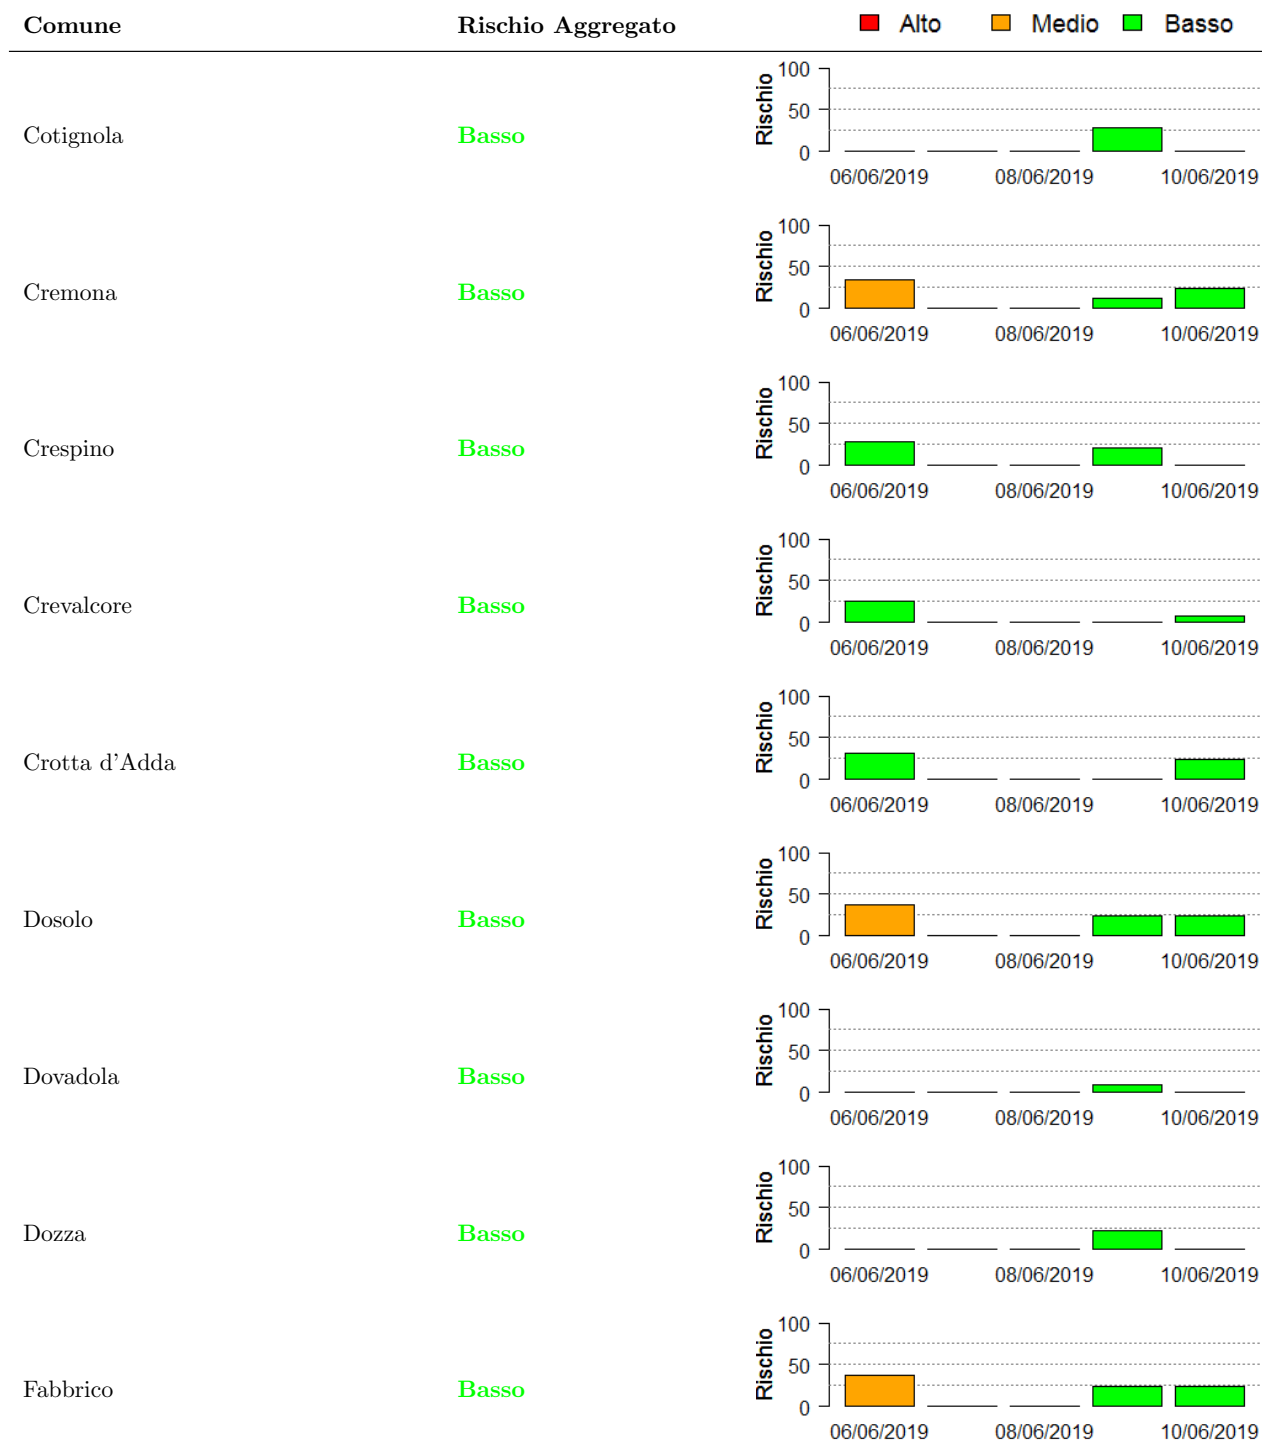 Comune Rischio Aggregato Alto Medio Basso
Cotignola Basso Rischio 100 50 0
06/06/2019 08/06/2019 10/06/2019
Cremona Basso Rischio 100 50 0
06/06/2019 08/06/2019 10/06/2019
Crespino Basso Rischio 100 50 0
06/06/2019 08/06/2019 10/06/2019
Crevalcore Basso Rischio 100 50 0
06/06/2019 08/06/2019 10/06/2019
Crotta d'Adda Basso Rischio 100 50 0
06/06/2019 08/06/2019 10/06/2019
Dosolo Basso Rischio 100 50 0
06/06/2019 08/06/2019 10/06/2019
Dovadola Basso Rischio 100 50 0
06/06/2019 08/06/2019 10/06/2019
Dozza Basso Rischio 100 50 0
06/06/2019 08/06/2019 10/06/2019
Fabbrico Basso Rischio 100 50 0
06/06/2019 08/06/2019 10/06/2019